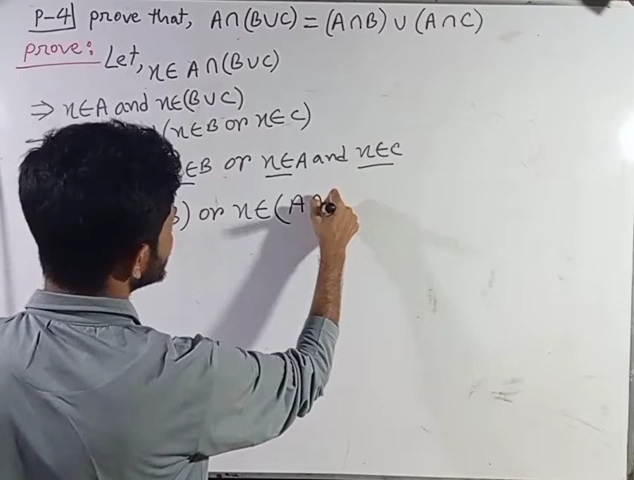 P-4 prove that, A∩(B∪C) = (A∩B) ∪ (A∩C)
prove:
Let, x∈ A∩(B∪C)
⇒ x∈A and x∈(B∪C)
(x∈B or x∈C)
∈B or x∈A and x∈C
B) or x∈(A